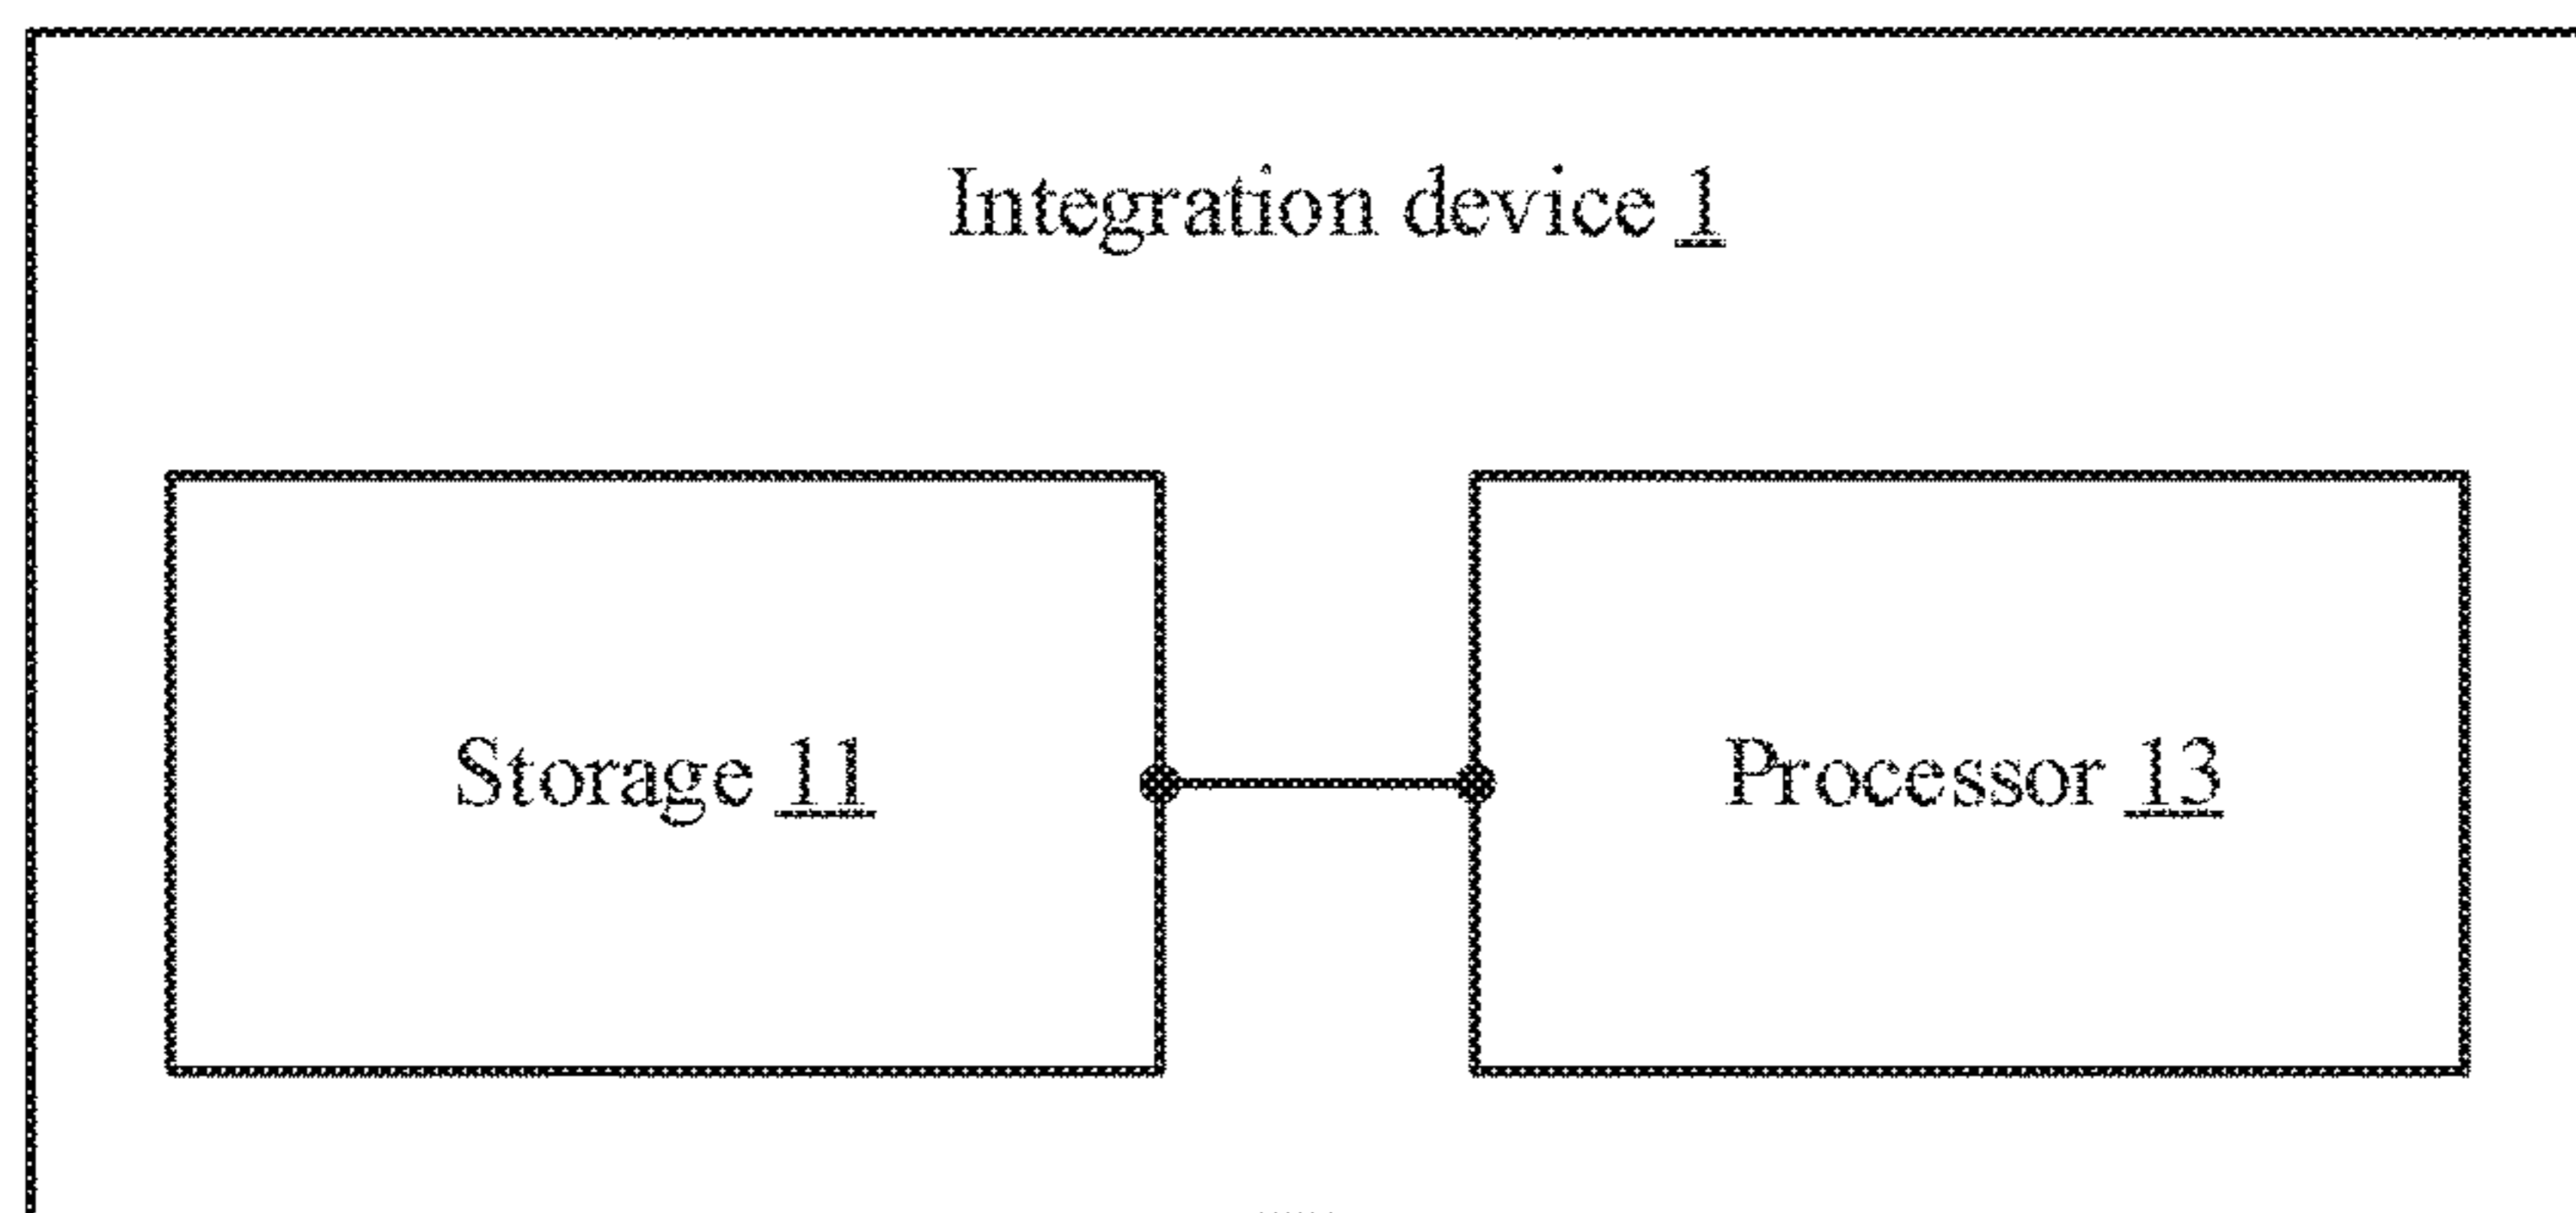 Integration device 1
Storage 11
Processor 13